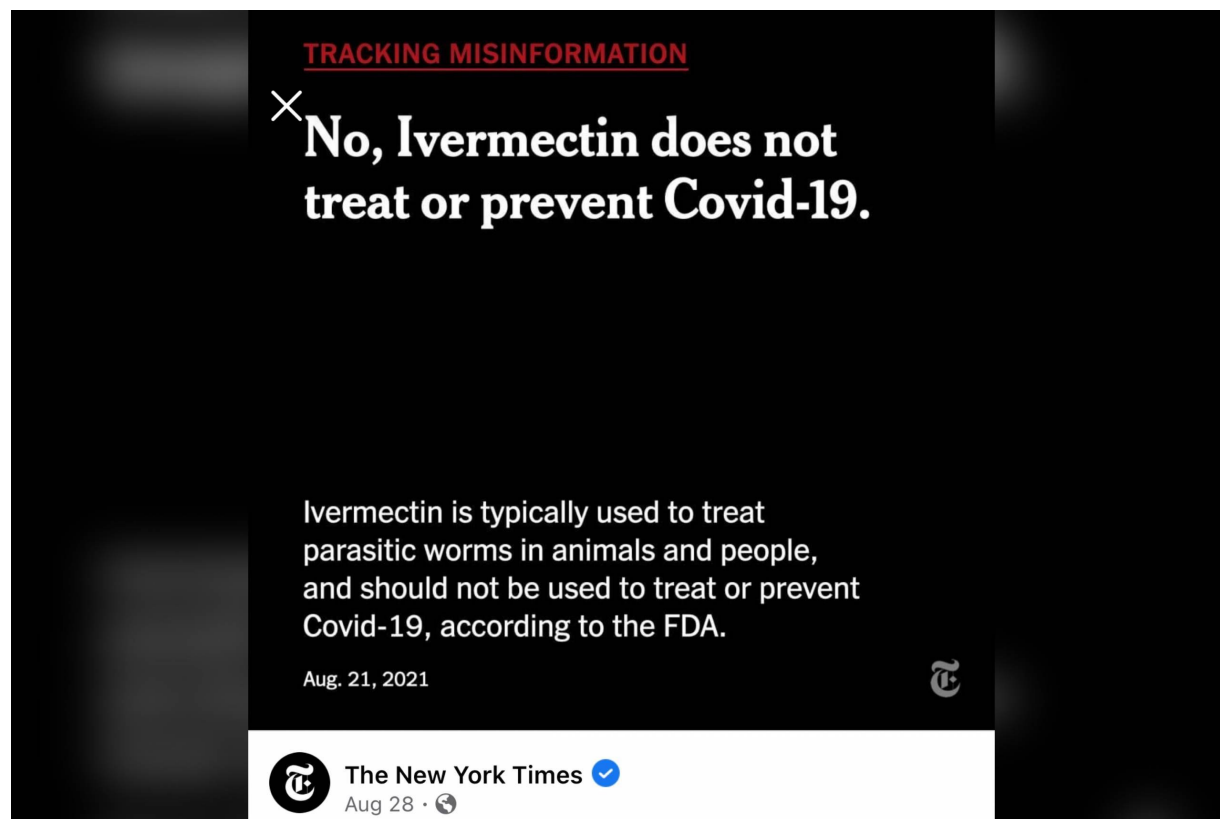 TRACKING MISINFORMATION
No, Ivermectin does not
treat or prevent Covid-19.
Ivermectin is typically used to treat
parasitic worms in animals and people,
and should not be used to treat or prevent
Covid-19, according to the FDA.
Aug. 21, 2021
The New York Times
Aug 28 ·